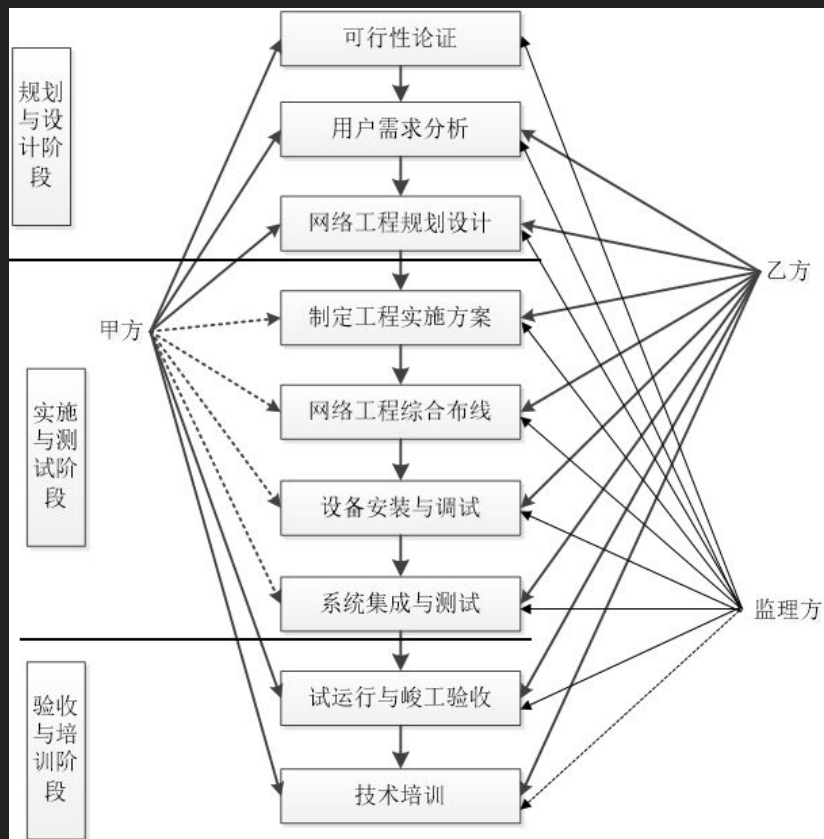 可行性论证
规划
与设
计阶
段
用户需求分析
网络工程规划设计
乙方
制定工程实施方案
甲方
网络工程综合布线
实施
与测
试阶
段
设备安装与调试
系统集成与测试
监理方
试运行与峻工验收
验收
与培
训阶
段
技术培训